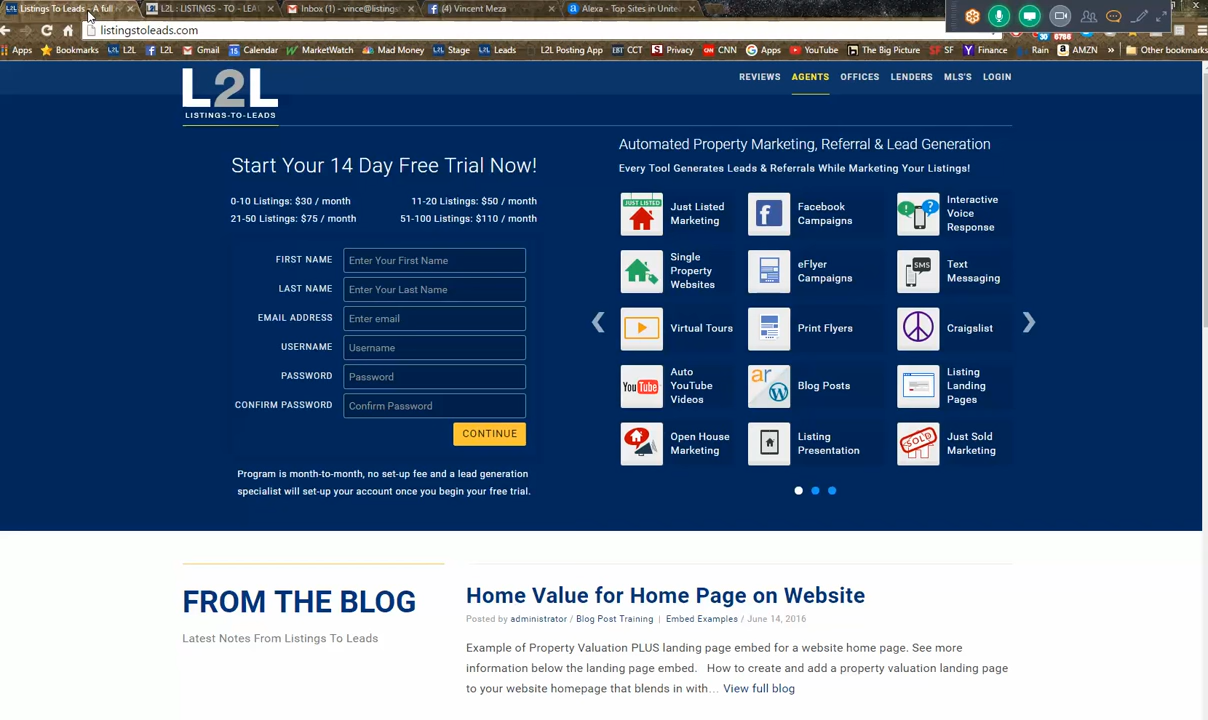 Listings To Leads - A full
L2L : LISTINGS - TO - LEA
Inbox (1) - vince@listings
(4) Vincent Meza
Alexa - Top Sites in Unite
listingstoleads.com
Apps Bookmarks L2L L2L Gmail Calendar MarketWatch Mad Money Stage Leads L2L Posting App CCT Privacy CNN Apps YouTube The Big Picture SF Finance Rain AMZN » Other bookmarks
REVIEWS AGENTS OFFICES LENDERS MLS'S LOGIN
L2L
LISTINGS-TO-LEADS
Start Your 14 Day Free Trial Now!
0-10 Listings: $30 / month 11-20 Listings: $50 / month
21-50 Listings: $75 / month 51-100 Listings: $110 / month
FIRST NAME Enter Your First Name
LAST NAME Enter Your Last Name
EMAIL ADDRESS Enter email
USERNAME Username
PASSWORD Password
CONFIRM PASSWORD Confirm Password
CONTINUE
Program is month-to-month, no set-up fee and a lead generation
specialist will set-up your account once you begin your free trial.
Automated Property Marketing, Referral & Lead Generation
Every Tool Generates Leads & Referrals While Marketing Your Listings!
JUST LISTED
Just Listed
Marketing
Facebook
Campaigns
Interactive
Voice
Response
Single
Property
Websites
eFlyer
Campaigns
SMS
Text
Messaging
Virtual Tours
Print Flyers
Craigslist
You Tube
Auto
YouTube
Videos
ar
Blog Posts
Listing
Landing
Pages
Open House
Marketing
Listing
Presentation
SOLD
Just Sold
Marketing
FROM THE BLOG
Latest Notes From Listings To Leads
Home Value for Home Page on Website
Posted by administrator / Blog Post Training | Embed Examples / June 14, 2016
Example of Property Valuation PLUS landing page embed for a website home page. See more
information below the landing page embed. How to create and add a property valuation landing page
to your website homepage that blends in with… View full blog